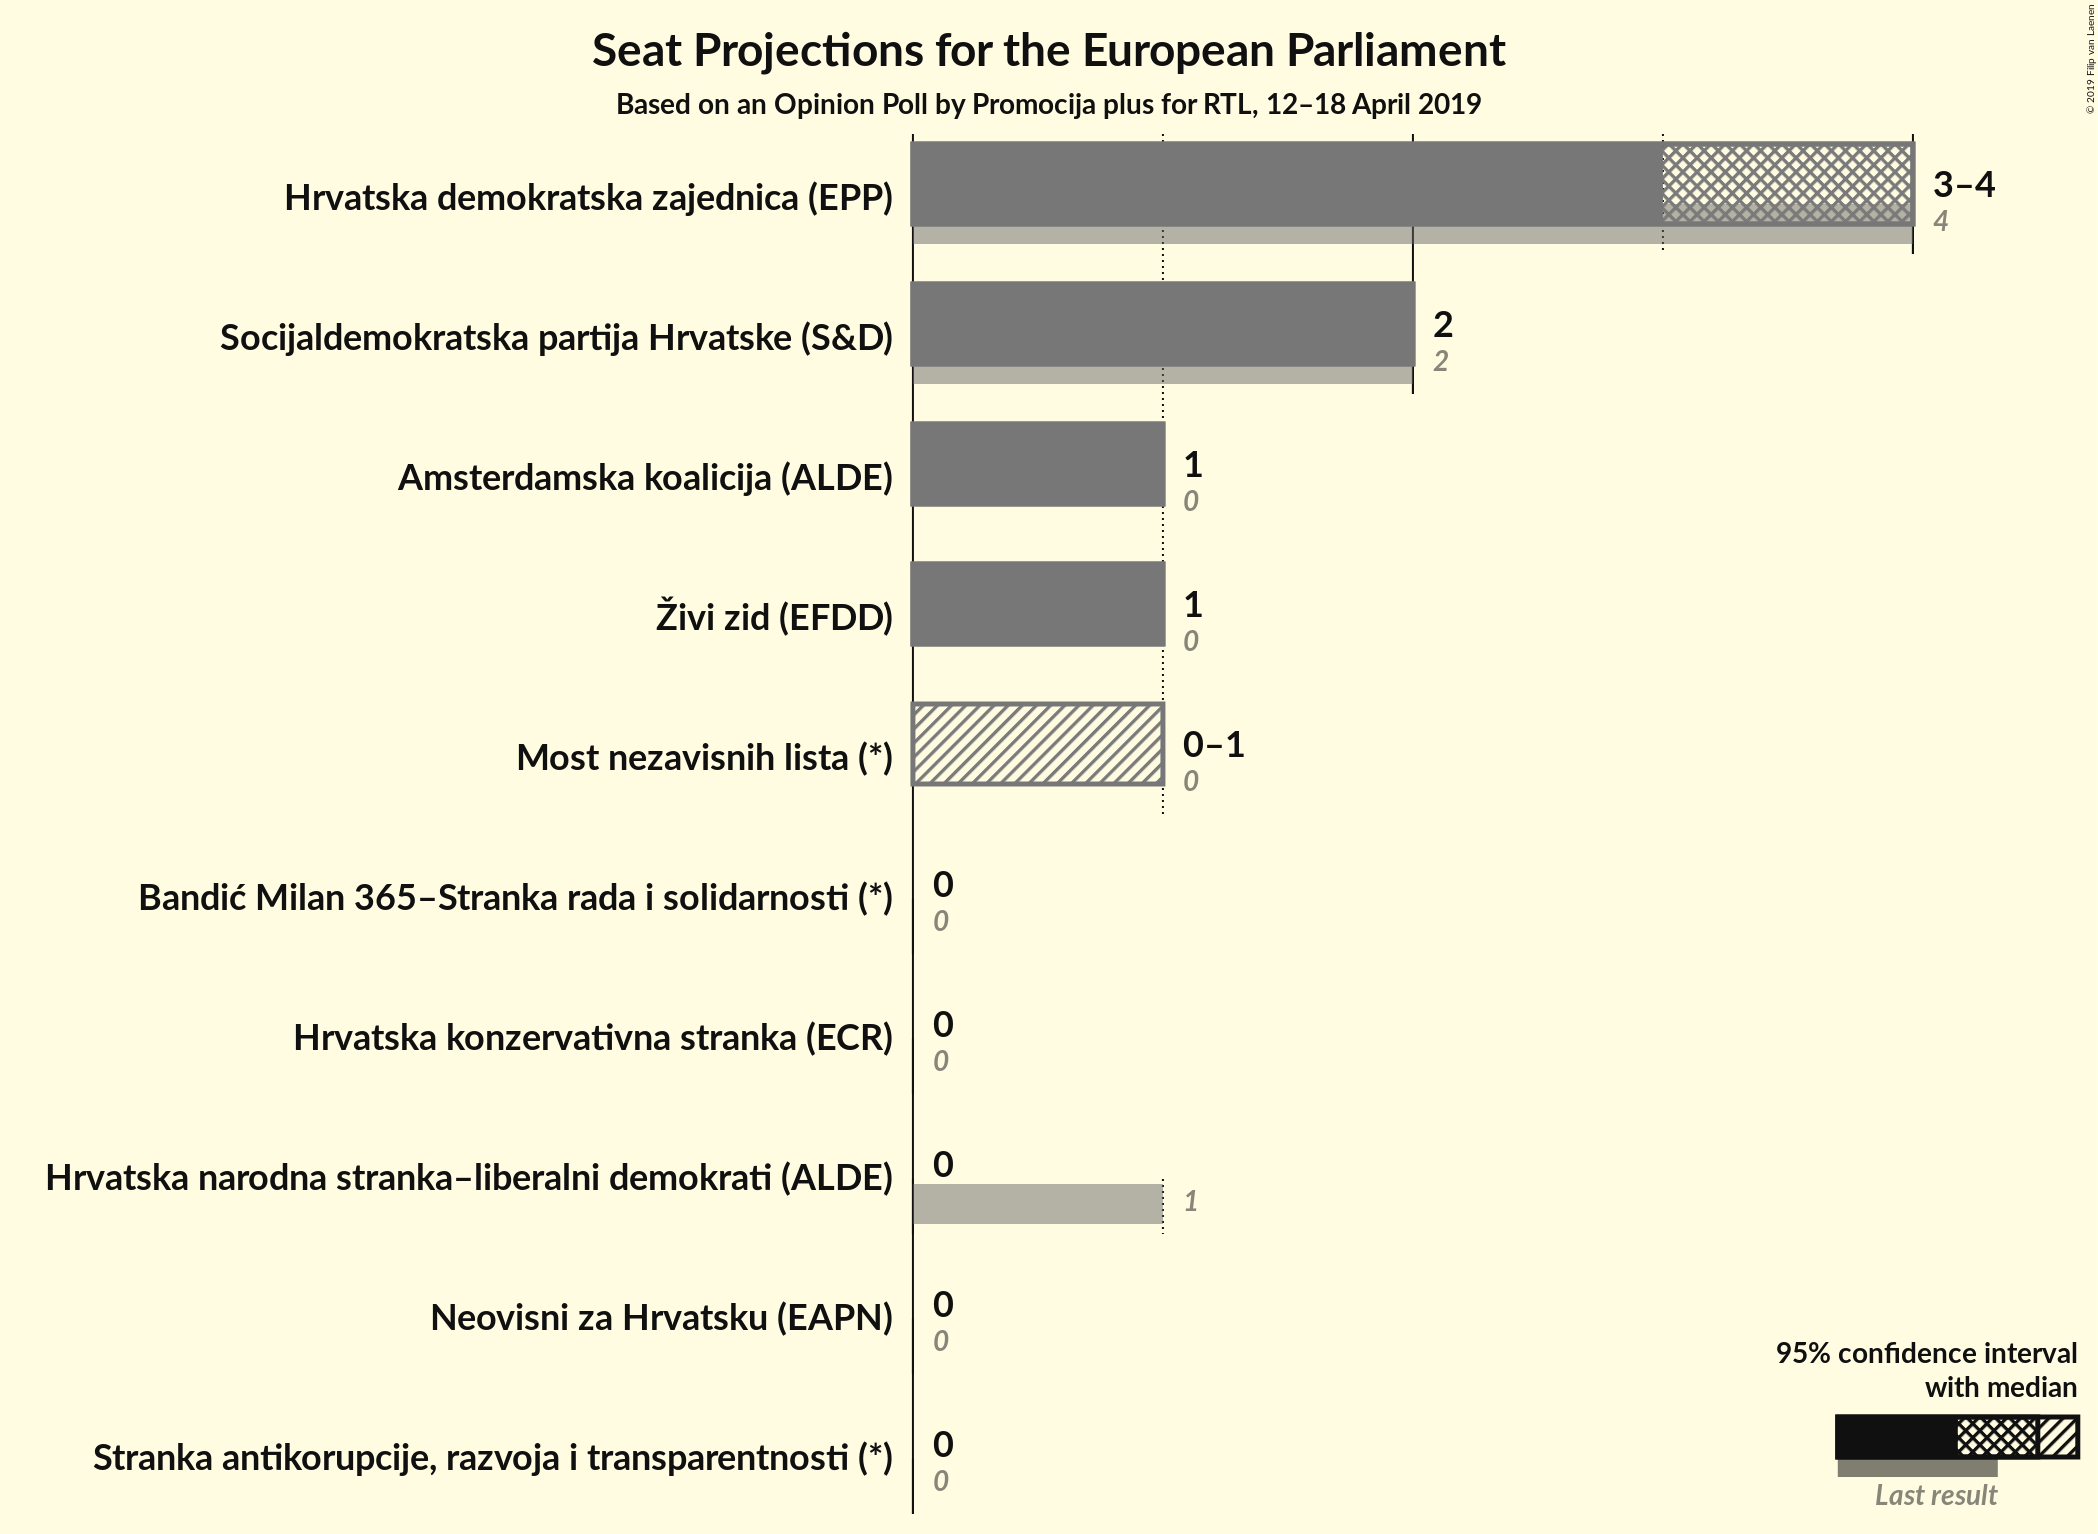 Seat Projections for the European Parliament
Based on an Opinion Poll by Promocija plus for RTL, 12–18 April 2019
© 2019 Filip van Laenen
Hrvatska demokratska zajednica (EPP)
3–4
4
Socijaldemokratska partija Hrvatske (S&D)
2
2
Amsterdamska koalicija (ALDE)
1
0
Živi zid (EFDD)
1
0
Most nezavisnih lista (*)
0–1
0
Bandić Milan 365–Stranka rada i solidarnosti (*)
0
0
Hrvatska konzervativna stranka (ECR)
0
0
Hrvatska narodna stranka–liberalni demokrati (ALDE)
0
1
Neovisni za Hrvatsku (EAPN)
0
0
Stranka antikorupcije, razvoja i transparentnosti (*)
0
0
95% confidence interval
with median
Last result